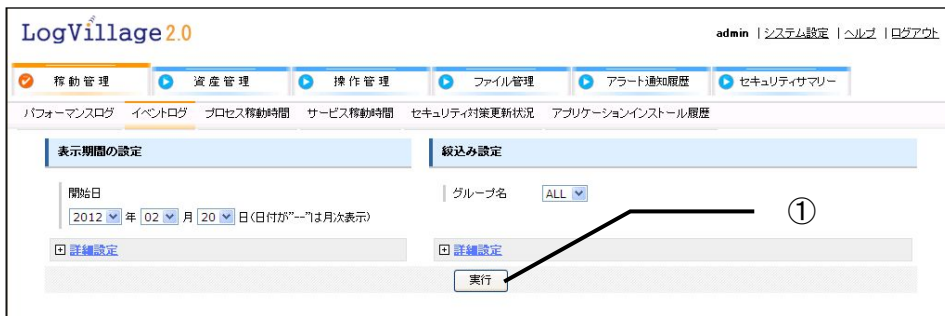 LogVillage 2.0
admin | システム設定 | ヘルプ | ログアウト
稼動管理 資産管理 操作管理 ファイル管理 アラート通知履歴 セキュリティサマリー
パフォーマンスログ イベントログ プロセス稼動時間 サービス稼動時間 セキュリティ対策更新状況 アプリケーションインストール履歴
表示期間の設定 絞込み設定
開始日
グループ名 ALL
2012 年 02 月 20 日(日付が"--"は月次表示)
①
詳細設定 詳細設定
実行